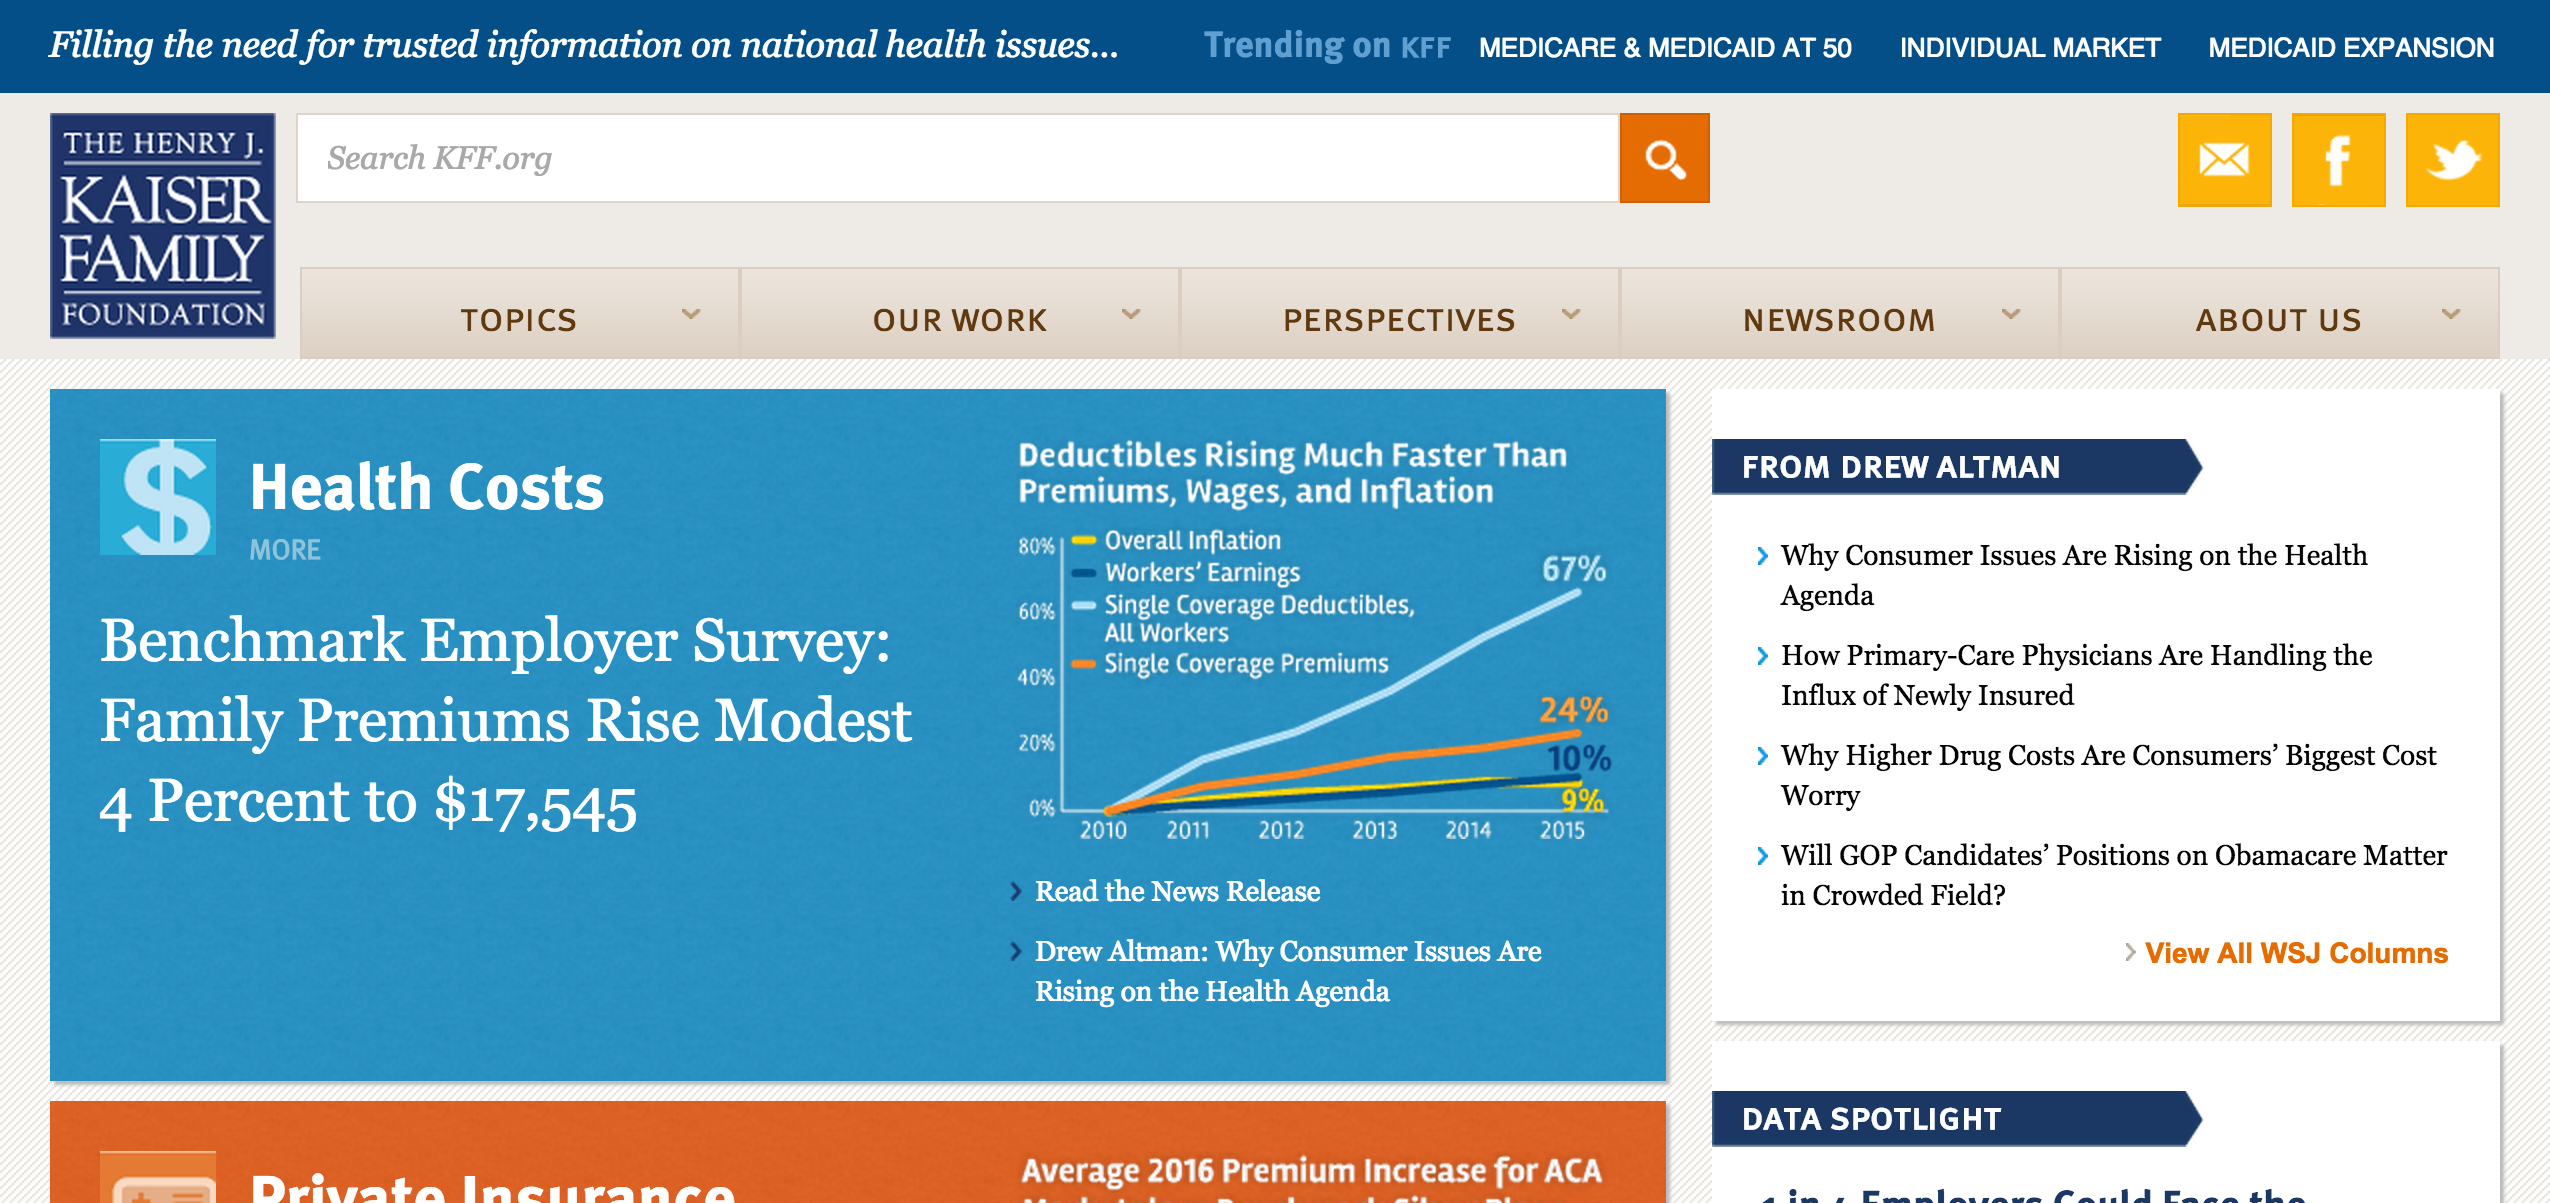 Filling the need for trusted information on national health issues...
Trending on KFF
MEDICARE & MEDICAID AT 50
INDIVIDUAL MARKET
MEDICAID EXPANSION
THE HENRY J.
KAISER
FAMILY
FOUNDATION
Search KFF.org
TOPICS
OUR WORK
PERSPECTIVES
NEWSROOM
ABOUT US
Health Costs
MORE
Benchmark Employer Survey:
Family Premiums Rise Modest
4 Percent to $17,545
Deductibles Rising Much Faster Than
Premiums, Wages, and Inflation
80%
60%
40%
20%
0%
Overall Inflation
Workers' Earnings
Single Coverage Deductibles,
All Workers
Single Coverage Premiums
67%
24%
10%
9%
2010 2011 2012 2013 2014 2015
Read the News Release
Drew Altman: Why Consumer Issues Are
Rising on the Health Agenda
FROM DREW ALTMAN
Why Consumer Issues Are Rising on the Health
Agenda
How Primary-Care Physicians Are Handling the
Influx of Newly Insured
Why Higher Drug Costs Are Consumers’ Biggest Cost
Worry
Will GOP Candidates’ Positions on Obamacare Matter
in Crowded Field?
View All WSJ Columns
Private Insurance
Average 2016 Premium Increase for ACA
DATA SPOTLIGHT
1 in 4 Employers Could Face the